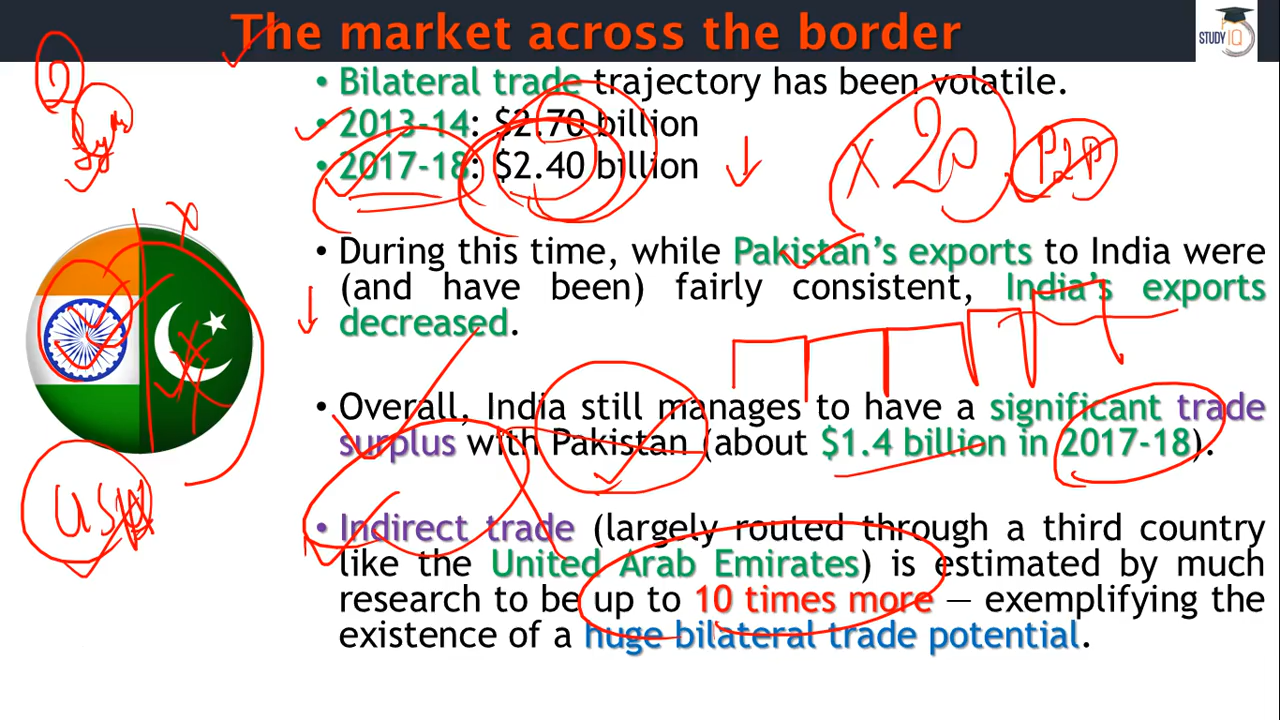 The market across the border
STUDY IQ
• Bilateral trade trajectory has been volatile.
• 2013-14: $2.70 billion
• 2017-18: $2.40 billion
x 2P
P2P
• During this time, while Pakistan's exports to India were
(and have been) fairly consistent, India's exports
decreased.
• Overall, India still manages to have a significant trade
surplus with Pakistan (about $1.4 billion in 2017-18).
• Indirect trade (largely routed through a third country
like the United Arab Emirates) is estimated by much
research to be up to 10 times more — exemplifying the
existence of a huge bilateral trade potential.